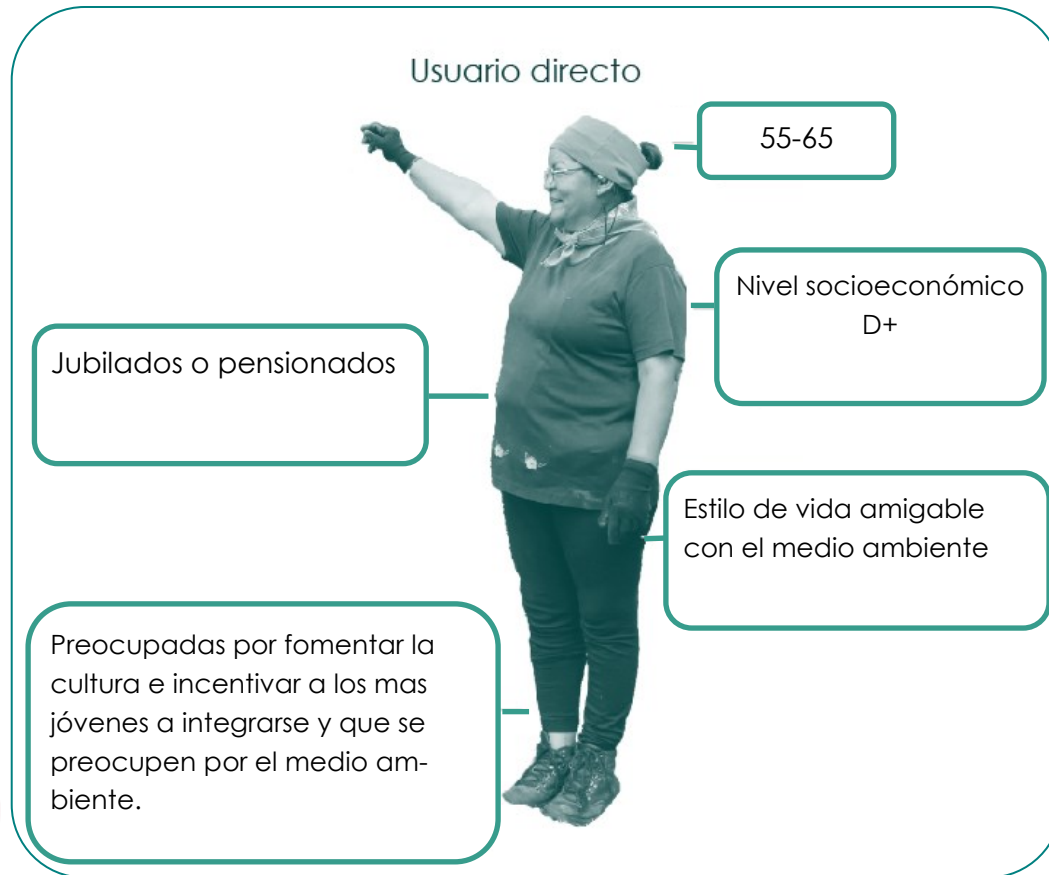 Usuario directo
55-65
Nivel socioeconómico
D+
Jubilados o pensionados
Estilo de vida amigable
con el medio ambiente
Preocupadas por fomentar la
cultura e incentivar a los mas
jóvenes a integrarse y que se
preocupen por el medio am-
biente.